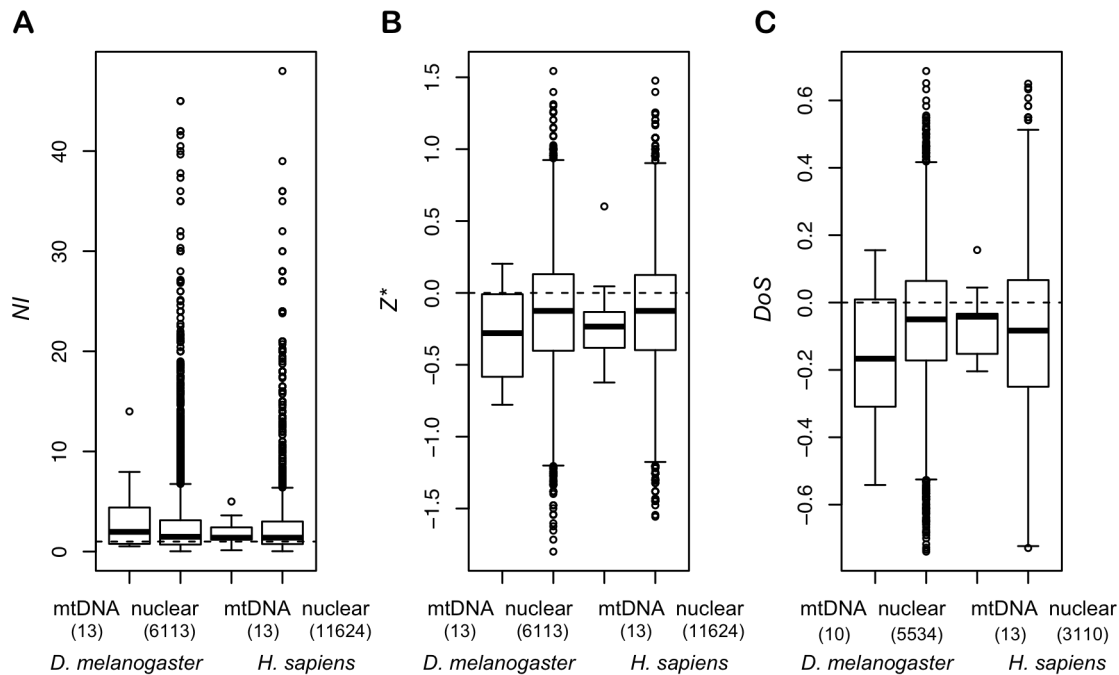 A
NI
0
10
20
30
40
mtDNA nuclear mtDNA nuclear
(13) (6113) (13) (11624)
D. melanogaster H. sapiens
B
Z*
1.5
1.0
0.5
0.0
−0.5
−1.0
−1.5
mtDNA nuclear mtDNA nuclear
(13) (6113) (13) (11624)
D. melanogaster H. sapiens
C
DoS
0.6
0.4
0.2
0.0
−0.2
−0.4
−0.6
mtDNA nuclear mtDNA nuclear
(10) (5534) (13) (3110)
D. melanogaster H. sapiens